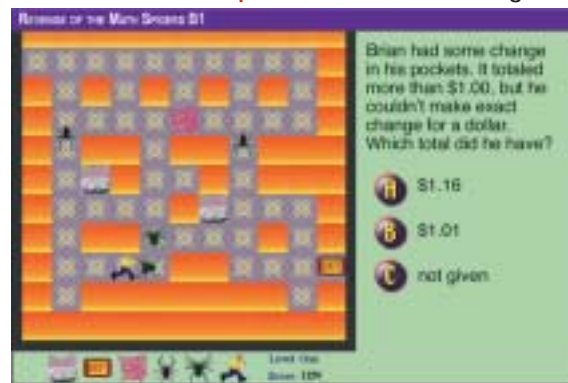 REVENGE OF THE MATH SPIDERS B1
Brian had some change
in his pockets. It totaled
more than $1.00, but he
couldn't make exact
change for a dollar.
Which total did he have?
A $1.16
B $1.01
C not given
Level One
Score: